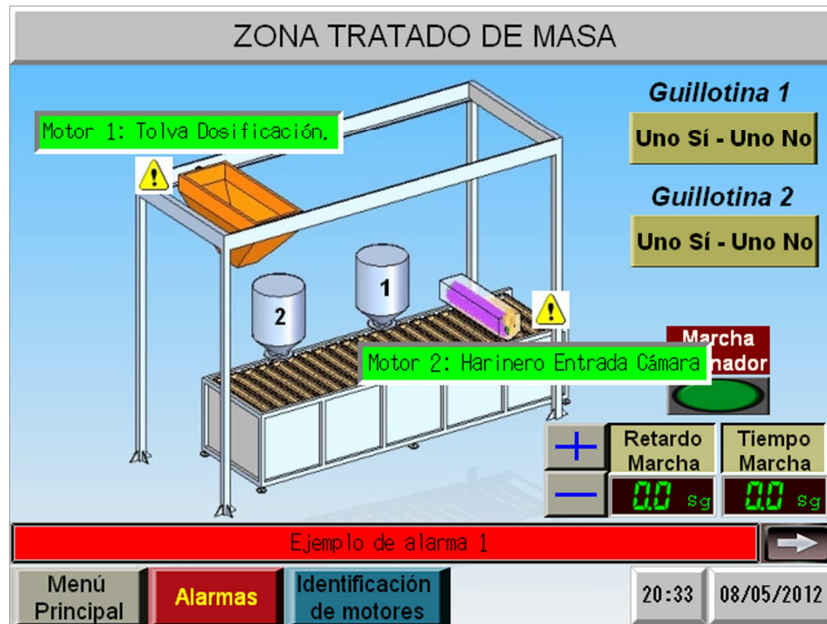 ZONA TRATADO DE MASA
Guillotina 1
Motor 1: Tolva Dosificación.
Uno Sí - Uno No
Guillotina 2
Uno Sí - Uno No
1
2
Marcha
Motor 2: Harinero Entrada Cámara
Retardo
Marcha
Tiempo
Marcha
0.0 Sg
0.0 Sg
Ejemplo de alarma 1
Menú
Principal
Alarmas
Identificación
de motores
20:33
08/05/2012